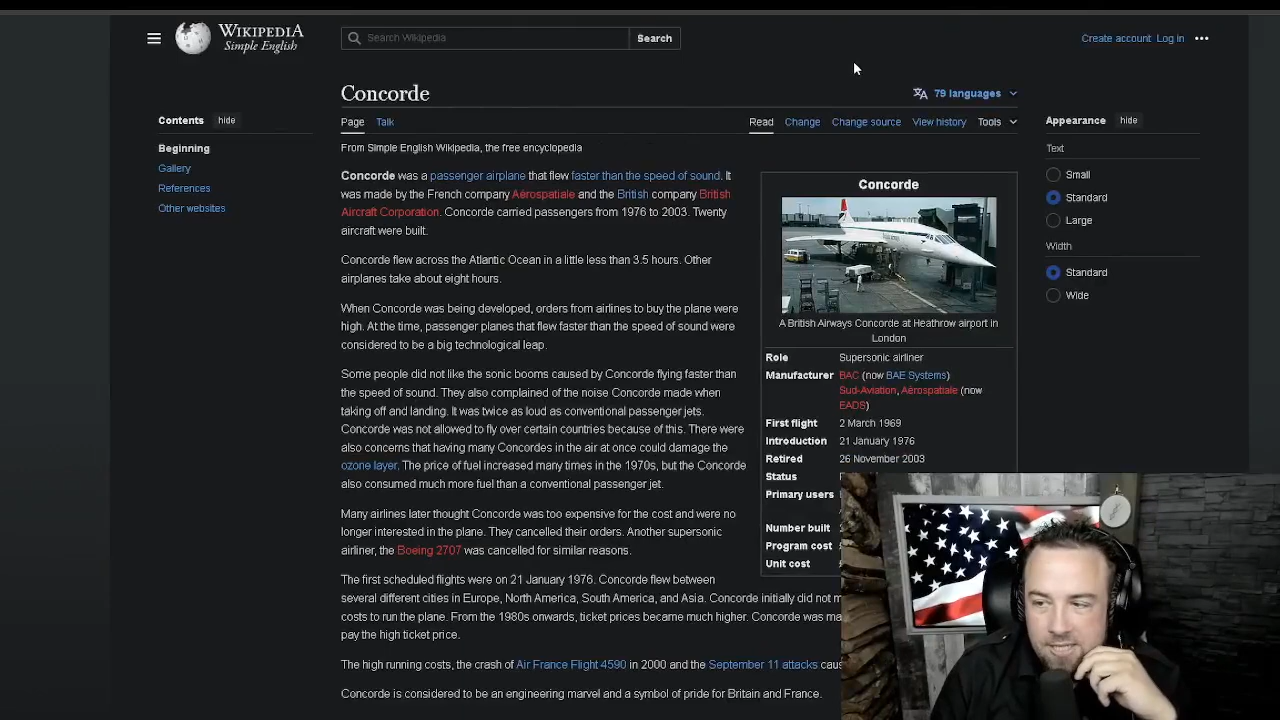 WIKIPEDIA
Simple English
Search Wikipedia
Search
Create account Log in
Concorde
79 languages
Contents hide
Page Talk
Read Change Change source View history Tools
Appearance hide
Beginning
Gallery
References
Other websites
From Simple English Wikipedia, the free encyclopedia
Concorde was a passenger airplane that flew faster than the speed of sound. It
was made by the French company Aérospatiale and the British company British
Aircraft Corporation. Concorde carried passengers from 1976 to 2003. Twenty
aircraft were built.
Concorde flew across the Atlantic Ocean in a little less than 3.5 hours. Other
airplanes take about eight hours.
When Concorde was being developed, orders from airlines to buy the plane were
high. At the time, passenger planes that flew faster than the speed of sound were
considered to be a big technological leap.
Some people did not like the sonic booms caused by Concorde flying faster than
the speed of sound. They also complained of the noise Concorde made when
taking off and landing. It was twice as loud as conventional passenger jets.
Concorde was not allowed to fly over certain countries because of this. There were
also concerns that having many Concordes in the air at once could damage the
ozone layer. The price of fuel increased many times in the 1970s, but the Concorde
also consumed much more fuel than a conventional passenger jet.
Many airlines later thought Concorde was too expensive for the cost and were no
longer interested in the plane. They cancelled their orders. Another supersonic
airliner, the Boeing 2707 was cancelled for similar reasons.
The first scheduled flights were on 21 January 1976. Concorde flew between
several different cities in Europe, North America, South America, and Asia. Concorde initially did not m
costs to run the plane. From the 1980s onwards, ticket prices became much higher. Concorde was ma
pay the high ticket price.
The high running costs, the crash of Air France Flight 4590 in 2000 and the September 11 attacks cau
Concorde is considered to be an engineering marvel and a symbol of pride for Britain and France.
Concorde
A British Airways Concorde at Heathrow airport in
London
Role Supersonic airliner
Manufacturer BAC (now BAE Systems)
Sud-Aviation, Aérospatiale (now
EADS)
First flight 2 March 1969
Introduction 21 January 1976
Retired 26 November 2003
Status
Primary users
Number built
Program cost
Unit cost
Text
Small
Standard
Large
Width
Standard
Wide